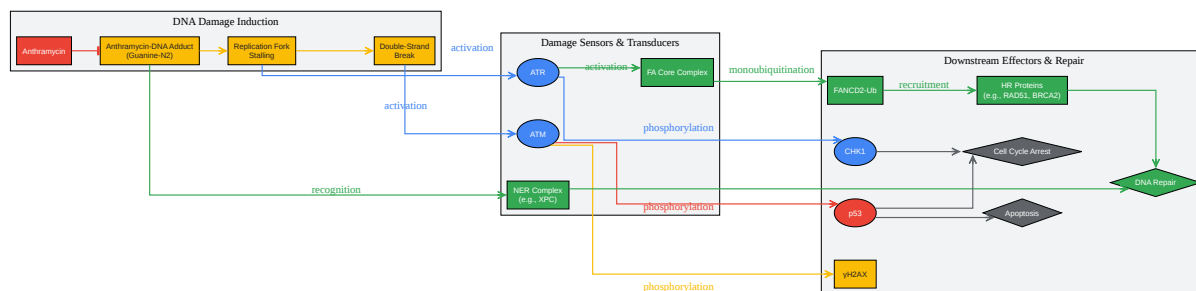 DNA Damage Induction
Anthramycin
Anthramycin-DNA Adduct
(Guanine-N2)
Replication Fork
Stalling
Double-Strand
Break
activation
activation
recognition
Damage Sensors & Transducers
ATR
activation
FA Core Complex
ATM
NER Complex
(e.g., XPC)
monoubiquitination
phosphorylation
phosphorylation
phosphorylation
Downstream Effectors & Repair
FANCD2-Ub
recruitment
HR Proteins
(e.g., RAD51, BRCA2)
CHK1
Cell Cycle Arrest
DNA Repair
p53
Apoptosis
γH2AX